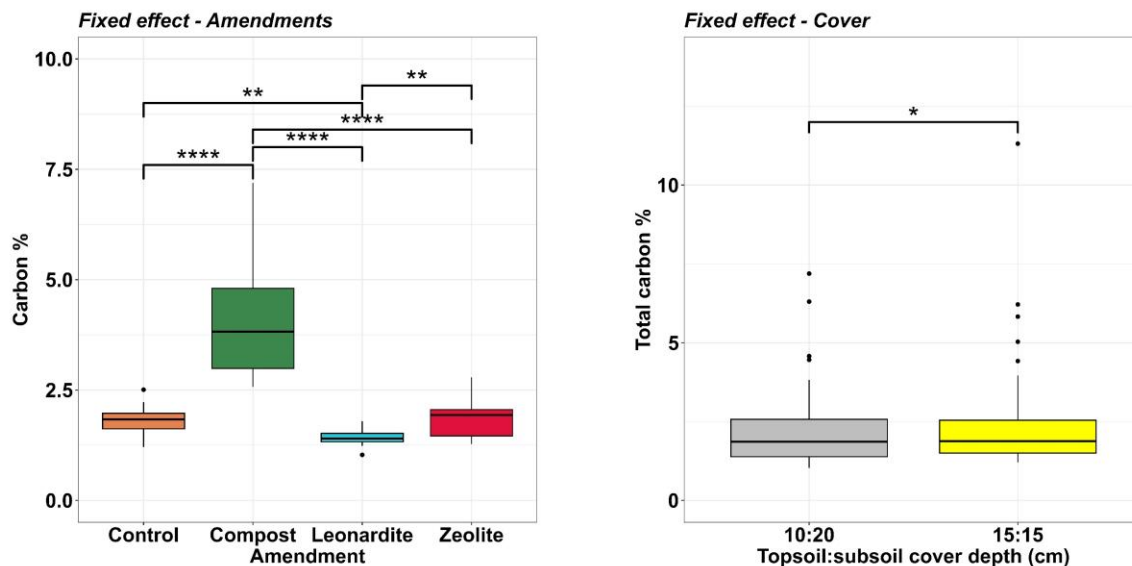 Fixed effect - Amendments
10.0
7.5
5.0
2.5
0.0
Carbon %
** **
****
**** ****
Control Compost Leonardite Zeolite
Amendment
Fixed effect - Cover
10
5
0
Total carbon %
*
10:20 15:15
Topsoil:subsoil cover depth (cm)